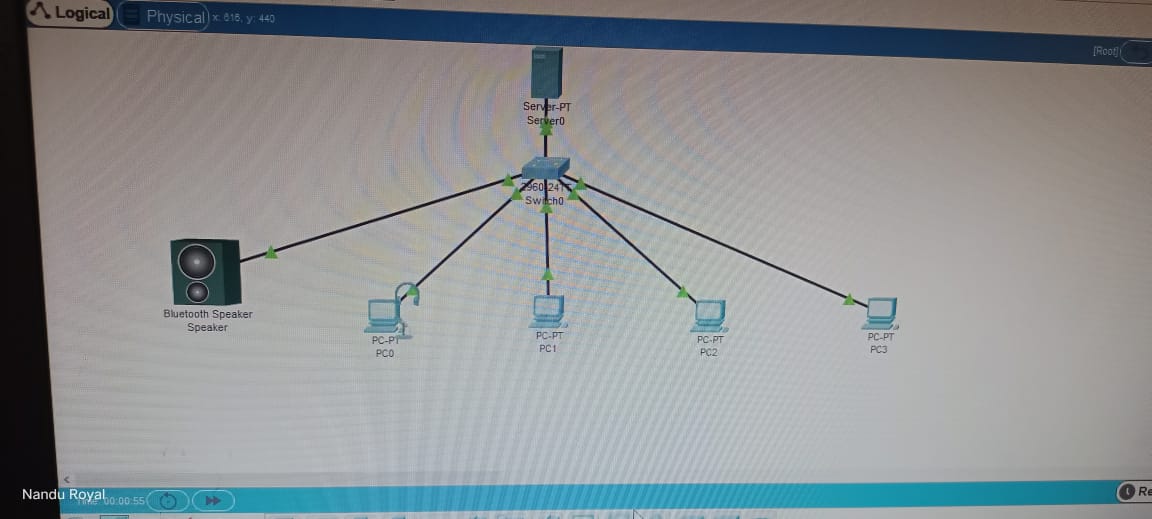 Logical
Physical x: 616, y: 440
[Root]
Server-PT
Server0
2960-24TT
Switch0
Bluetooth Speaker
Speaker
PC-PT
PC0
PC-PT
PC1
PC-PT
PC2
PC-PT
PC3
Nandu Royal
Time: 00:00:55
Re